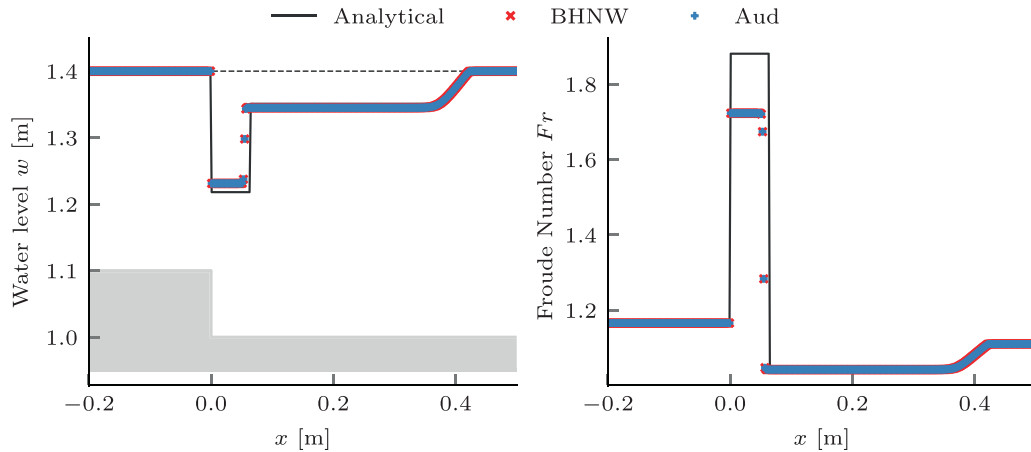 Analytical BHNW Aud
1.4
1.3
1.2
1.1
1.0
Water level w [m]
−0.2 0.0 0.2 0.4
x [m]
1.8
1.6
1.4
1.2
Froude Number Fr
−0.2 0.0 0.2 0.4
x [m]